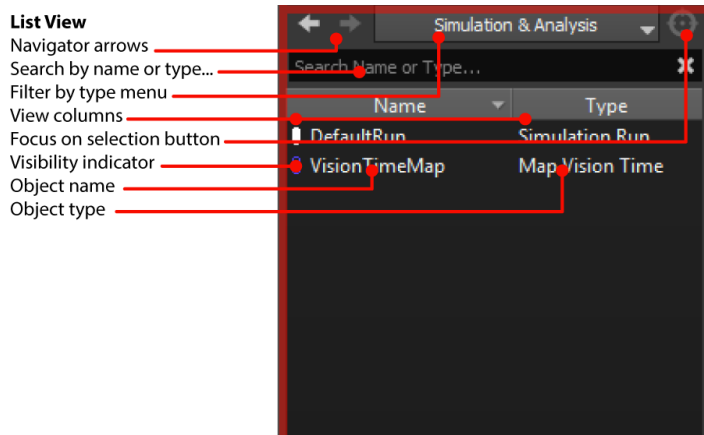 List View
Navigator arrows
Search by name or type...
Filter by type menu
View columns
Focus on selection button
Visibility indicator
Object name
Object type
Simulation & Analysis
Search Name or Type...
Name Type
DefaultRun Simulation Run
VisionTimeMap Map Vision Time